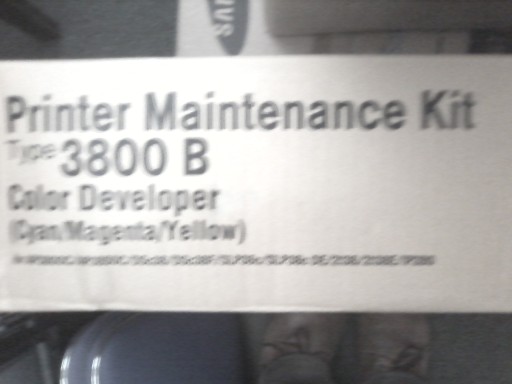 Printer Maintenance Kit
Type 3800 B
Color Developer
(Cyan/Magenta/Yellow)